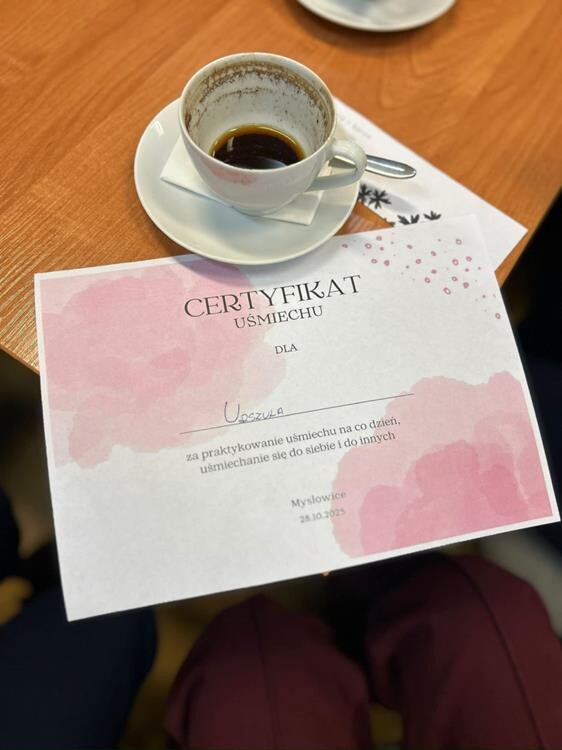 CERTYFIKAT
UŚMIECHU
DLA
Urszula
za praktykowanie uśmiechu na co dzień,
uśmiechanie się do siebie i do innych
Mysłowice
28.10.2025